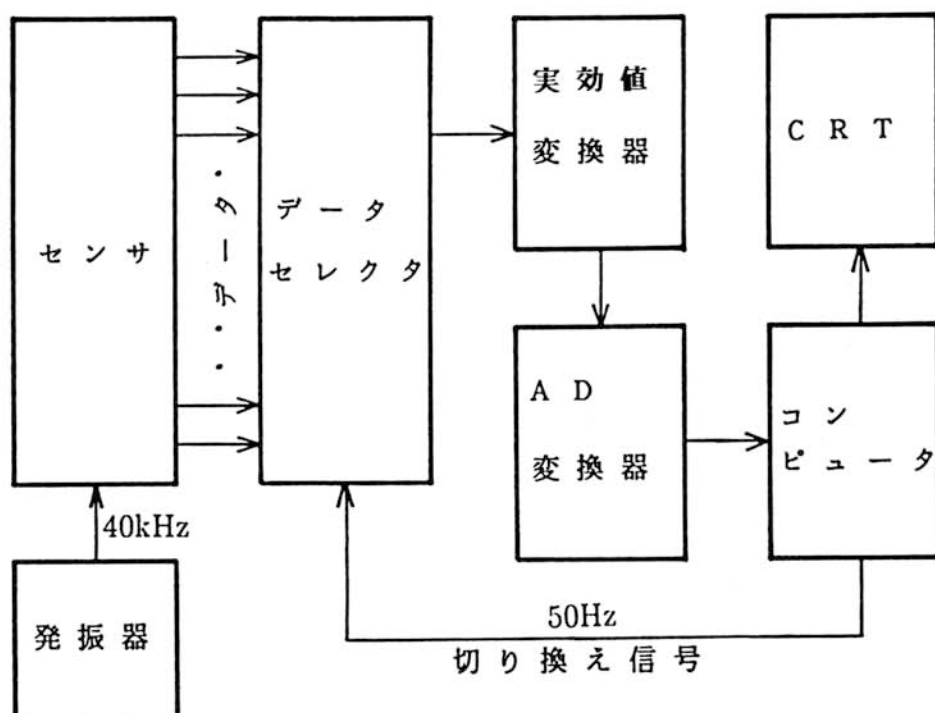 センサ
・・データ・
データ
セレクタ
実効値
変換器
CRT
AD
変換器
コン
ピュータ
40kHz
発振器
50Hz
切り換え信号